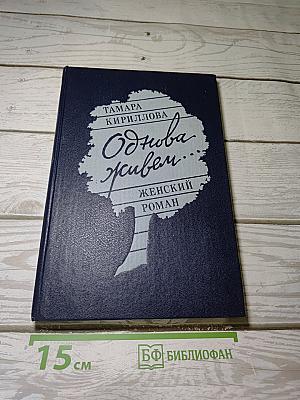 ТАМАРА
КИРИЛЛОВА
Однова
живем...
ЖЕНСКИЙ
РОМАН
15 см
БФ БИБЛИОФАН